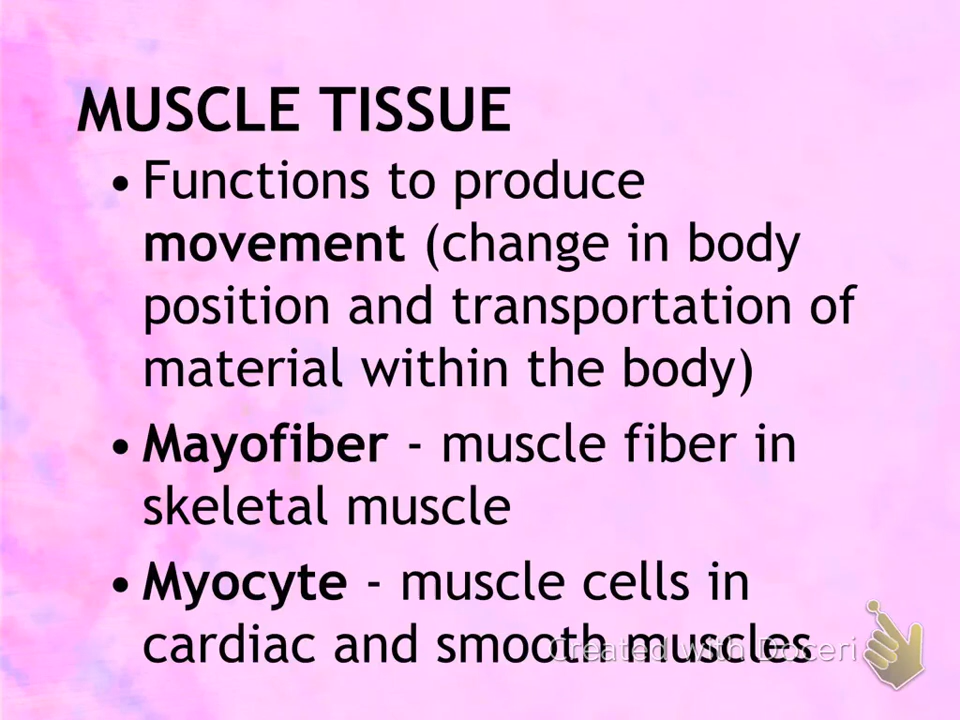 MUSCLE TISSUE
• Functions to produce
movement (change in body
position and transportation of
material within the body)
• Mayofiber - muscle fiber in
skeletal muscle
• Myocyte - muscle cells in
cardiac and smooth muscles
Created with Doceri